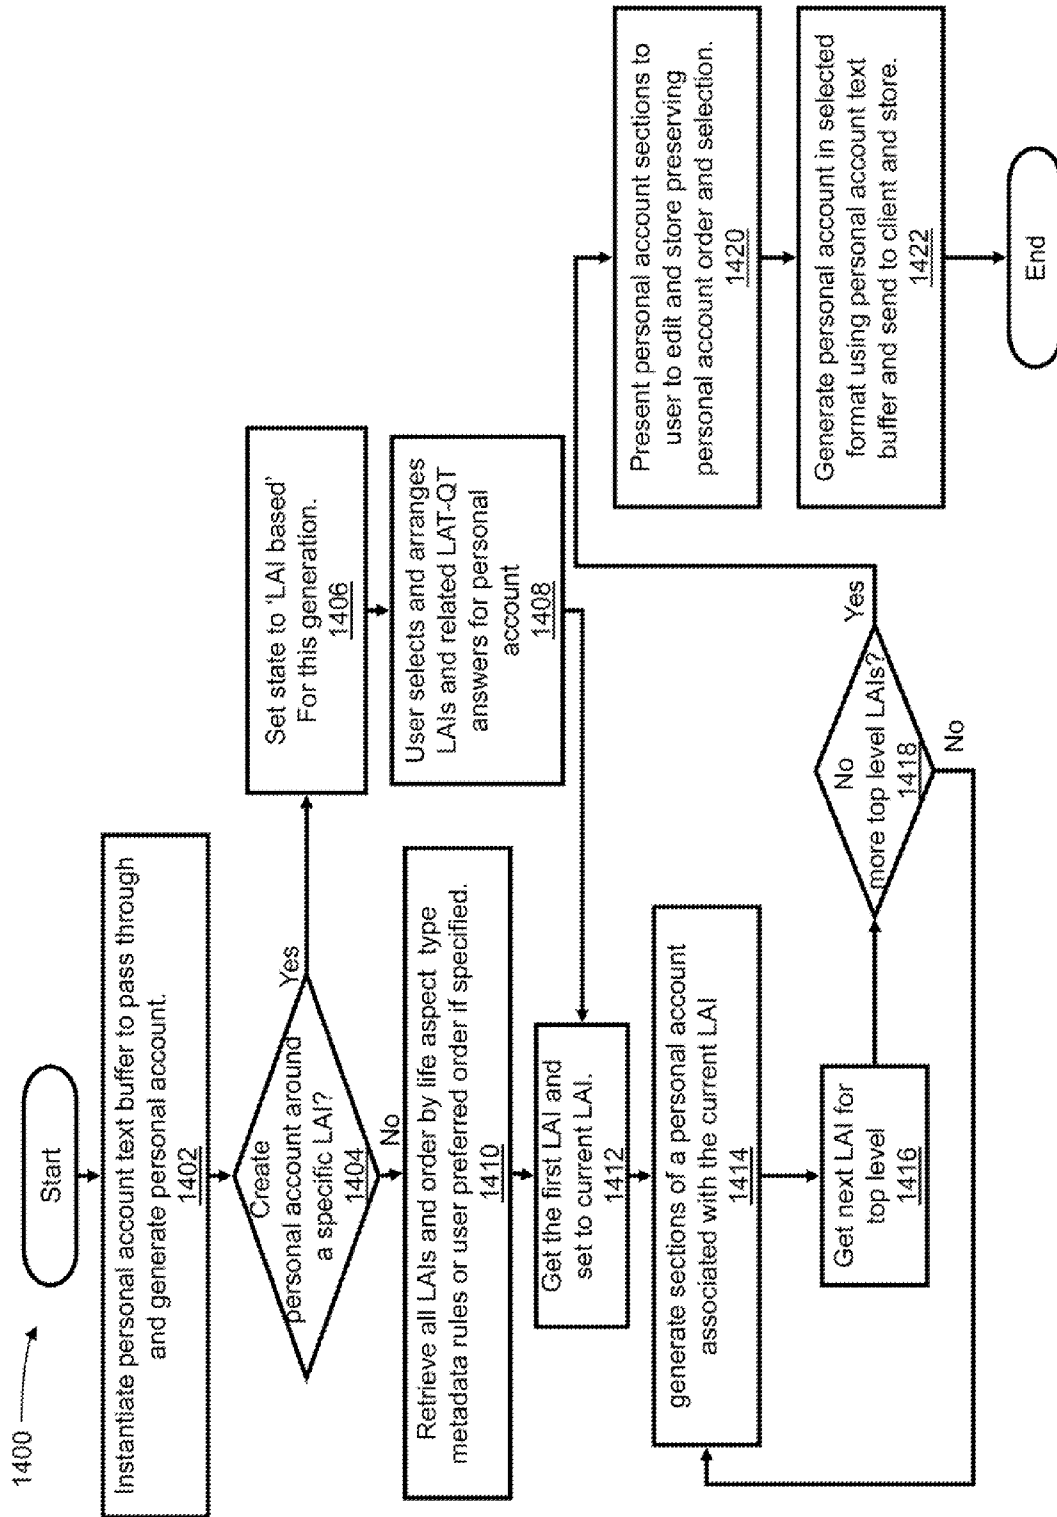 1400
Start
Instantiate personal account text buffer to pass through
and generate personal account.
1402
Create
personal account around
a specific LAI?
1404
Yes
No
Set state to 'LAI based'
For this generation.
1406
User selects and arranges
LAIs and related LAT-QT
answers for personal
account
1408
Retrieve all LAIs and order by life aspect type
metadata rules or user preferred order if specified.
1410
Get the first LAI and
set to current LAI.
1412
generate sections of a personal account
associated with the current LAI
1414
Get next LAI for
top level
1416
No
more top level LAIs?
1418
Yes
No
Present personal account sections to
user to edit and store preserving
personal account order and selection.
1420
Generate personal account in selected
format using personal account text
buffer and send to client and store.
1422
End